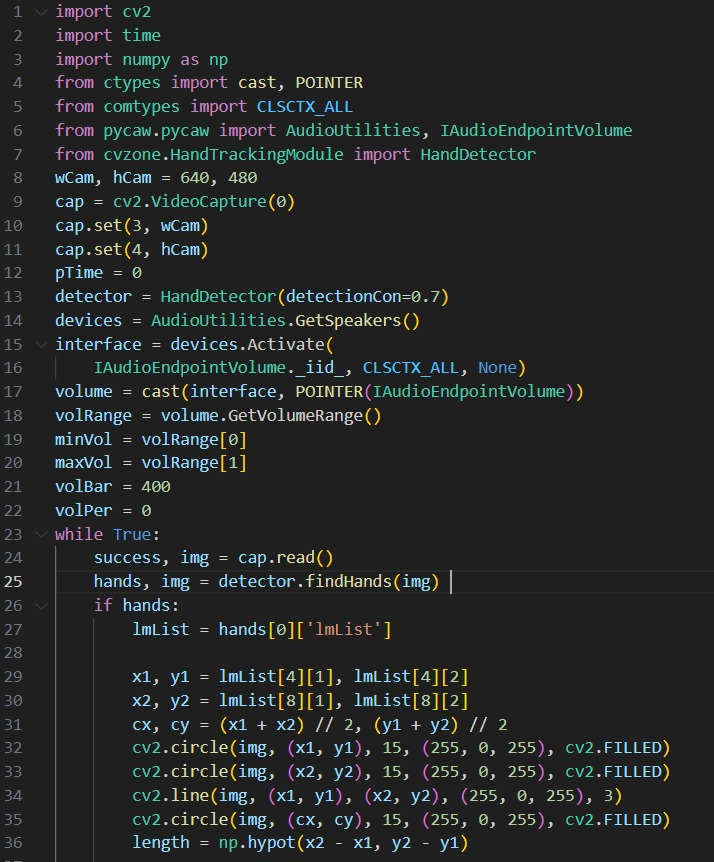 1 import cv2
2 import time
3 import numpy as np
4 from ctypes import cast, POINTER
5 from comtypes import CLSCTX_ALL
6 from pycaw.pycaw import AudioUtilities, IAudioEndpointVolume
7 from cvzone.HandTrackingModule import HandDetector
8 wCam, hCam = 640, 480
9 cap = cv2.VideoCapture(0)
10 cap.set(3, wCam)
11 cap.set(4, hCam)
12 pTime = 0
13 detector = HandDetector(detectionCon=0.7)
14 devices = AudioUtilities.GetSpeakers()
15 interface = devices.Activate(
16     IAudioEndpointVolume._iid_, CLSCTX_ALL, None)
17 volume = cast(interface, POINTER(IAudioEndpointVolume))
18 volRange = volume.GetVolumeRange()
19 minVol = volRange[0]
20 maxVol = volRange[1]
21 volBar = 400
22 volPer = 0
23 while True:
24     success, img = cap.read()
25     hands, img = detector.findHands(img)
26     if hands:
27         lmList = hands[0]['lmList']
28
29         x1, y1 = lmList[4][1], lmList[4][2]
30         x2, y2 = lmList[8][1], lmList[8][2]
31         cx, cy = (x1 + x2) // 2, (y1 + y2) // 2
32         cv2.circle(img, (x1, y1), 15, (255, 0, 255), cv2.FILLED)
33         cv2.circle(img, (x2, y2), 15, (255, 0, 255), cv2.FILLED)
34         cv2.line(img, (x1, y1), (x2, y2), (255, 0, 255), 3)
35         cv2.circle(img, (cx, cy), 15, (255, 0, 255), cv2.FILLED)
36         length = np.hypot(x2 - x1, y2 - y1)